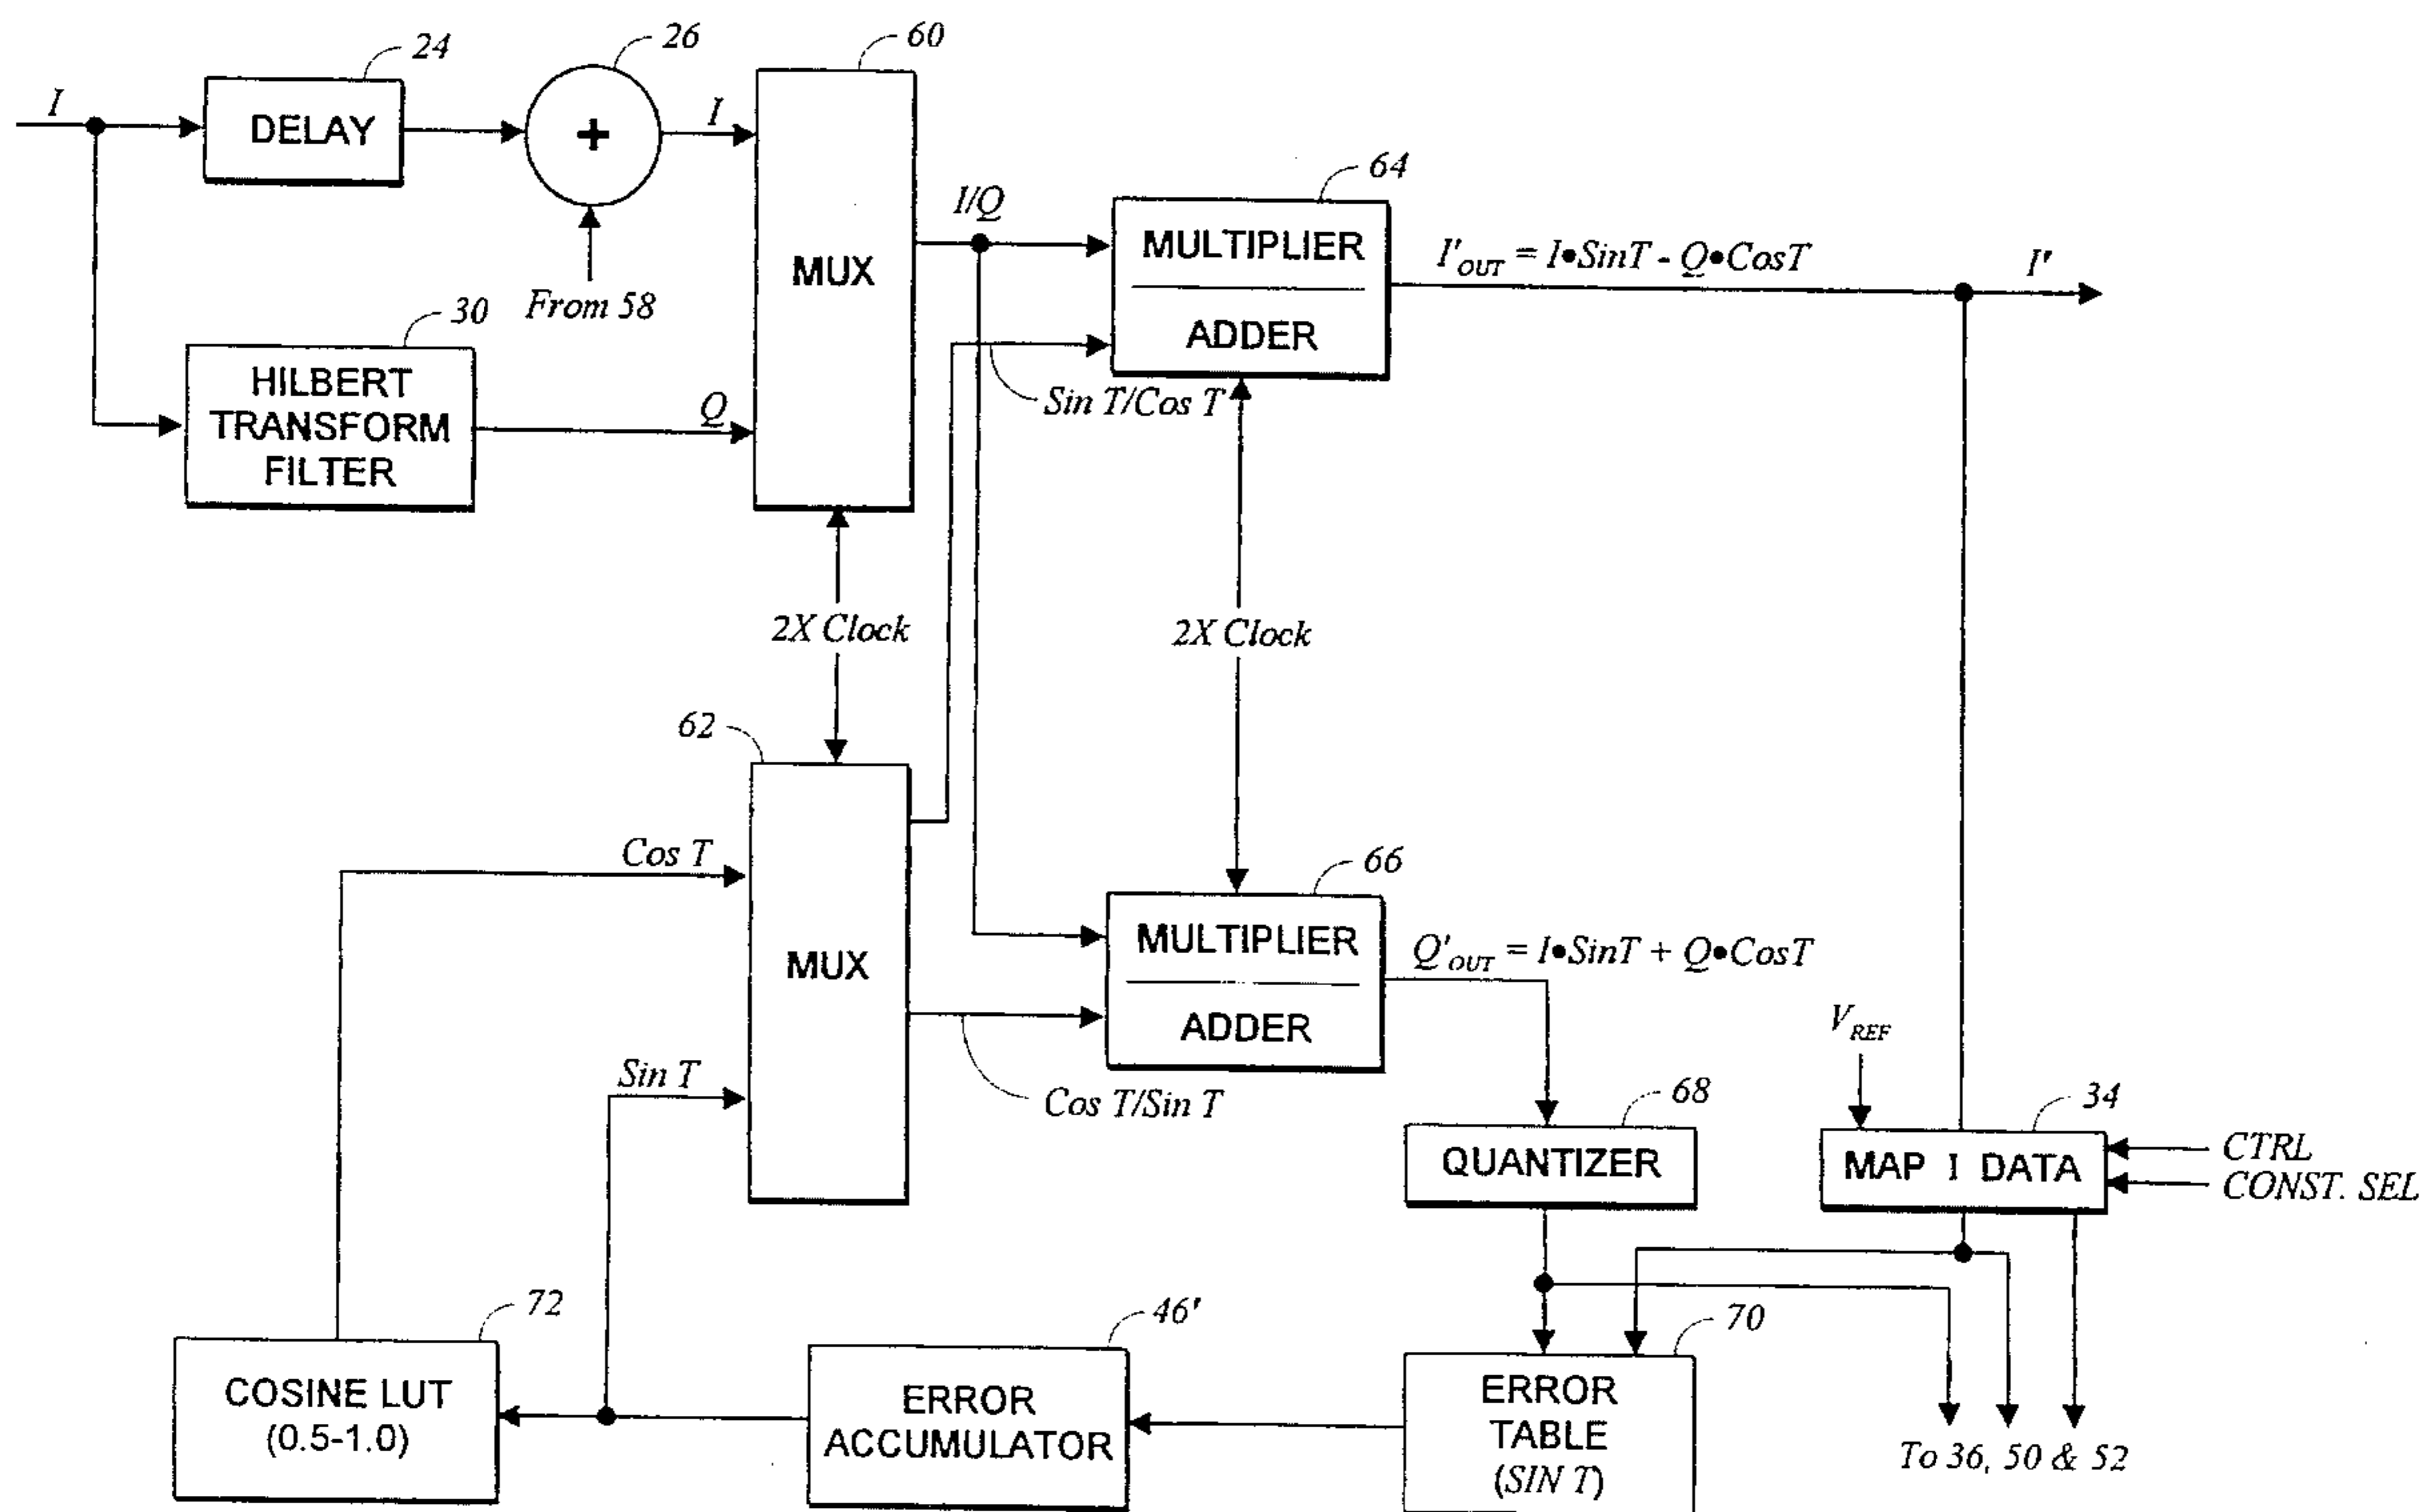 24
26
60
I
DELAY
+
I
From 58
MUX
30
HILBERT
TRANSFORM
FILTER
Q
I/Q
64
MULTIPLIER
ADDER
I'OUT = I•SinT - Q•CosT
I'
Sin T/Cos T
2X Clock
2X Clock
62
Cos T
MUX
Sin T
66
MULTIPLIER
ADDER
Q'OUT = I•SinT + Q•CosT
Cos T/Sin T
VREF
68
QUANTIZER
34
MAP I DATA
CTRL
CONST. SEL
72
COSINE LUT
(0.5-1.0)
46'
ERROR
ACCUMULATOR
70
ERROR
TABLE
(SIN T)
To 36, 50 & 52